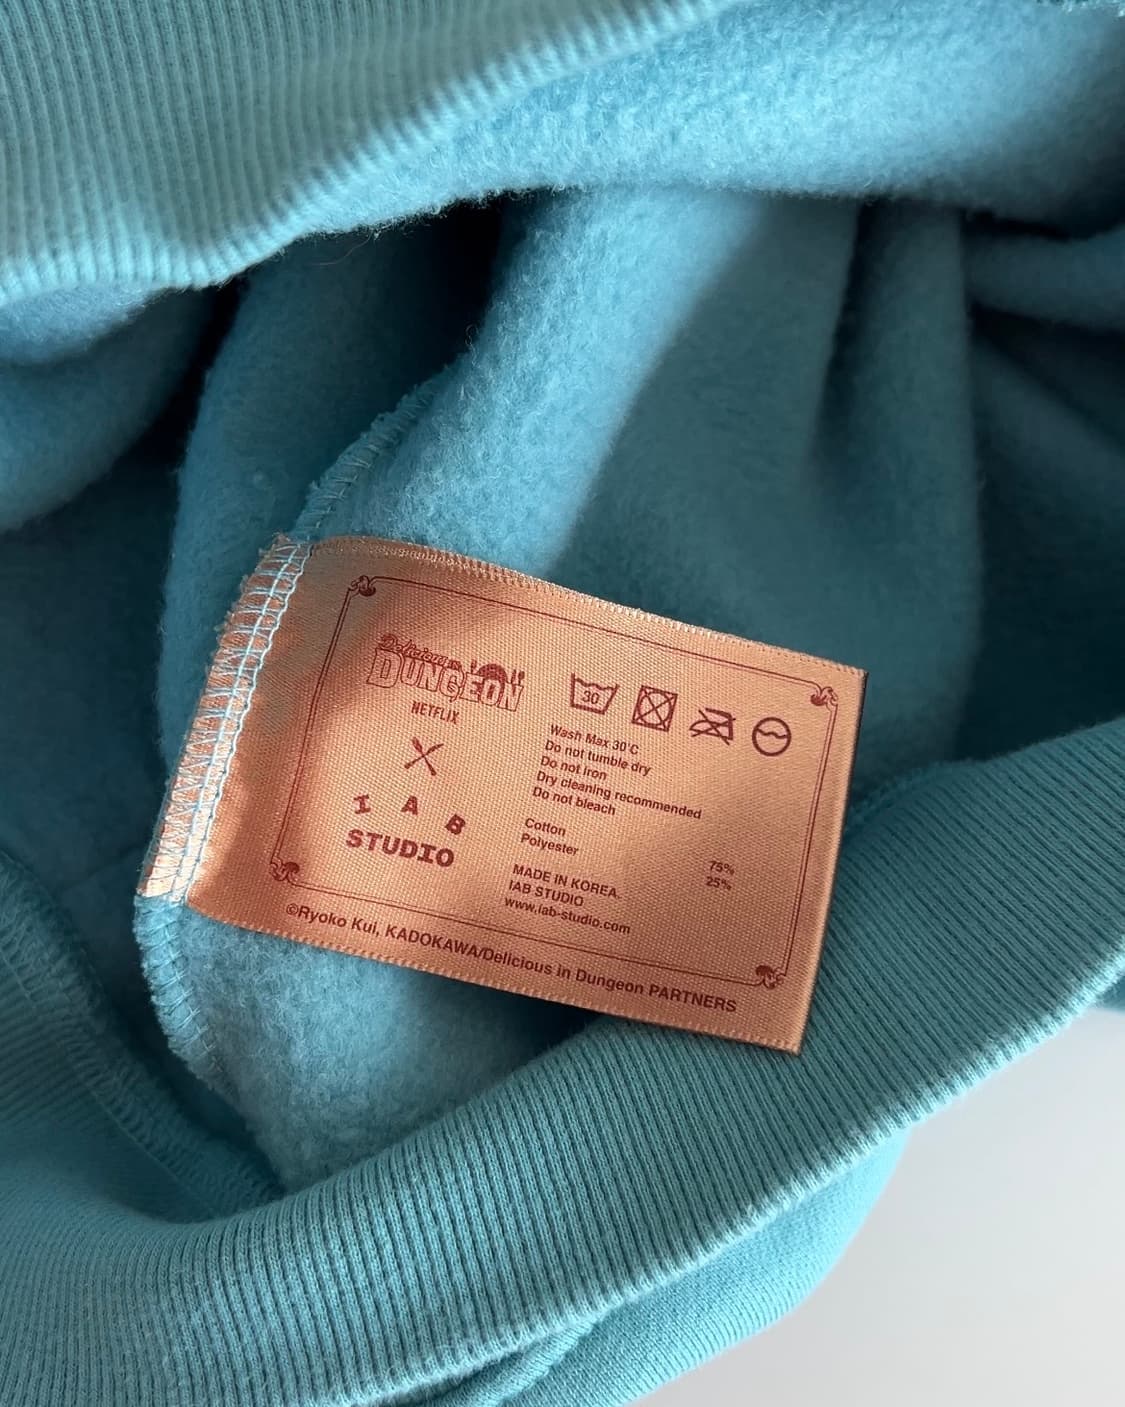 Delicious in
DUNGEON
NETFLIX
IAB
STUDIO
30
Wash Max 30°C
Do not tumble dry
Do not iron
Dry cleaning recommended
Do not bleach
Cotton 75%
Polyester 25%
MADE IN KOREA.
IAB STUDIO
www.iab-studio.com
©Ryoko Kui, KADOKAWA/Delicious in Dungeon PARTNERS